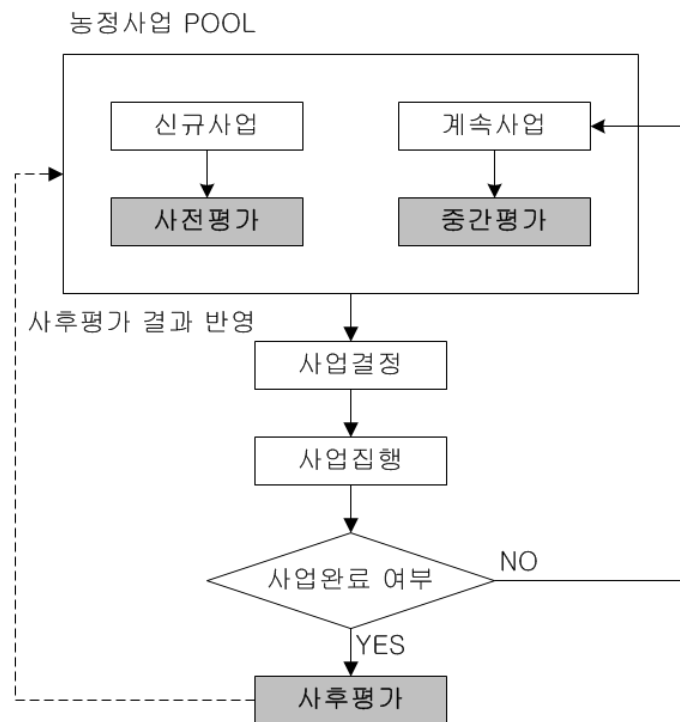 농정사업 POOL
신규사업
계속사업
사전평가
중간평가
사후평가 결과 반영
사업결정
사업집행
사업완료 여부
NO
YES
사후평가